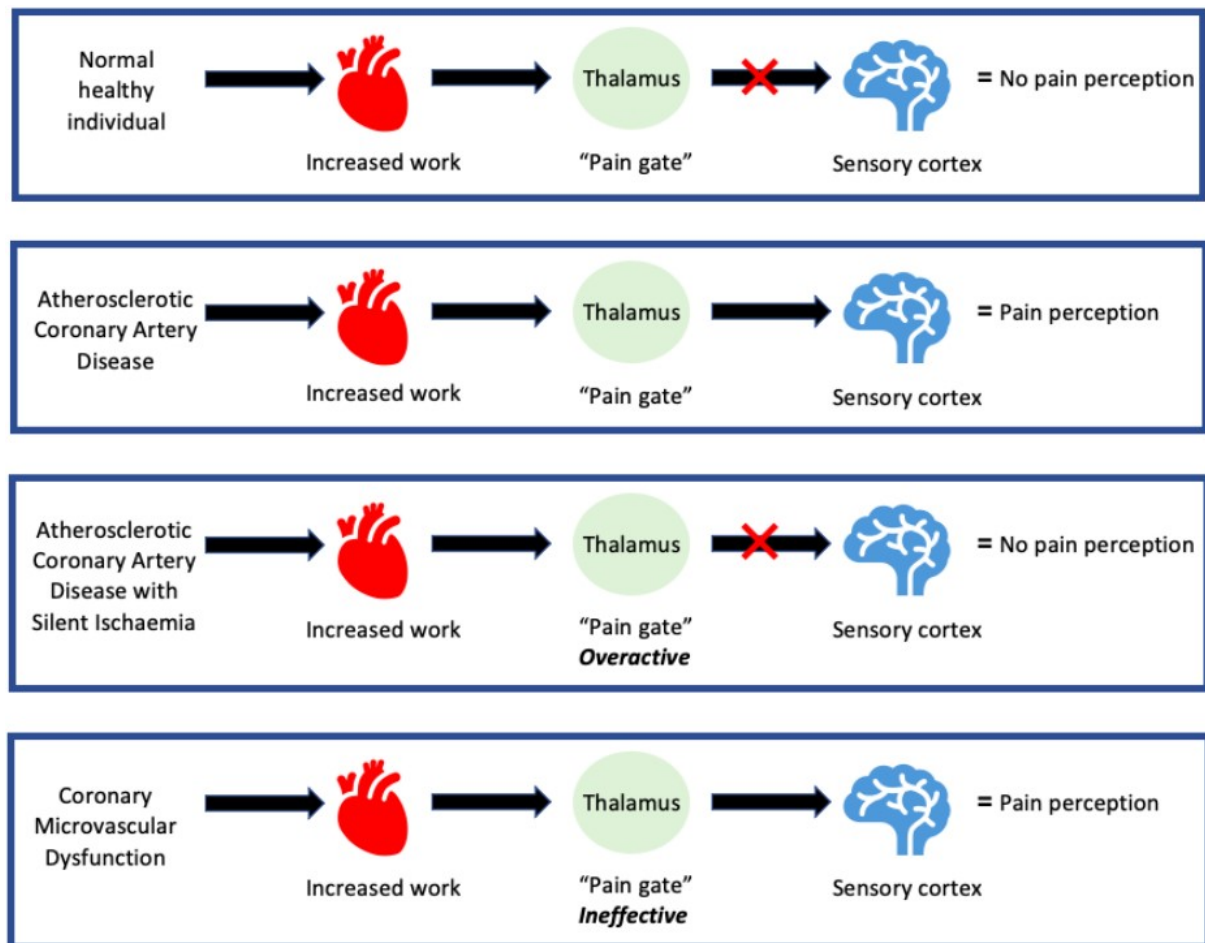 Normal
healthy
individual
Increased work
Thalamus
“Pain gate”
Sensory cortex
= No pain perception
Atherosclerotic
Coronary Artery
Disease
Increased work
Thalamus
“Pain gate”
Sensory cortex
= Pain perception
Atherosclerotic
Coronary Artery
Disease with
Silent Ischaemia
Increased work
Thalamus
“Pain gate”
Overactive
Sensory cortex
= No pain perception
Coronary
Microvascular
Dysfunction
Increased work
Thalamus
“Pain gate”
Ineffective
Sensory cortex
= Pain perception